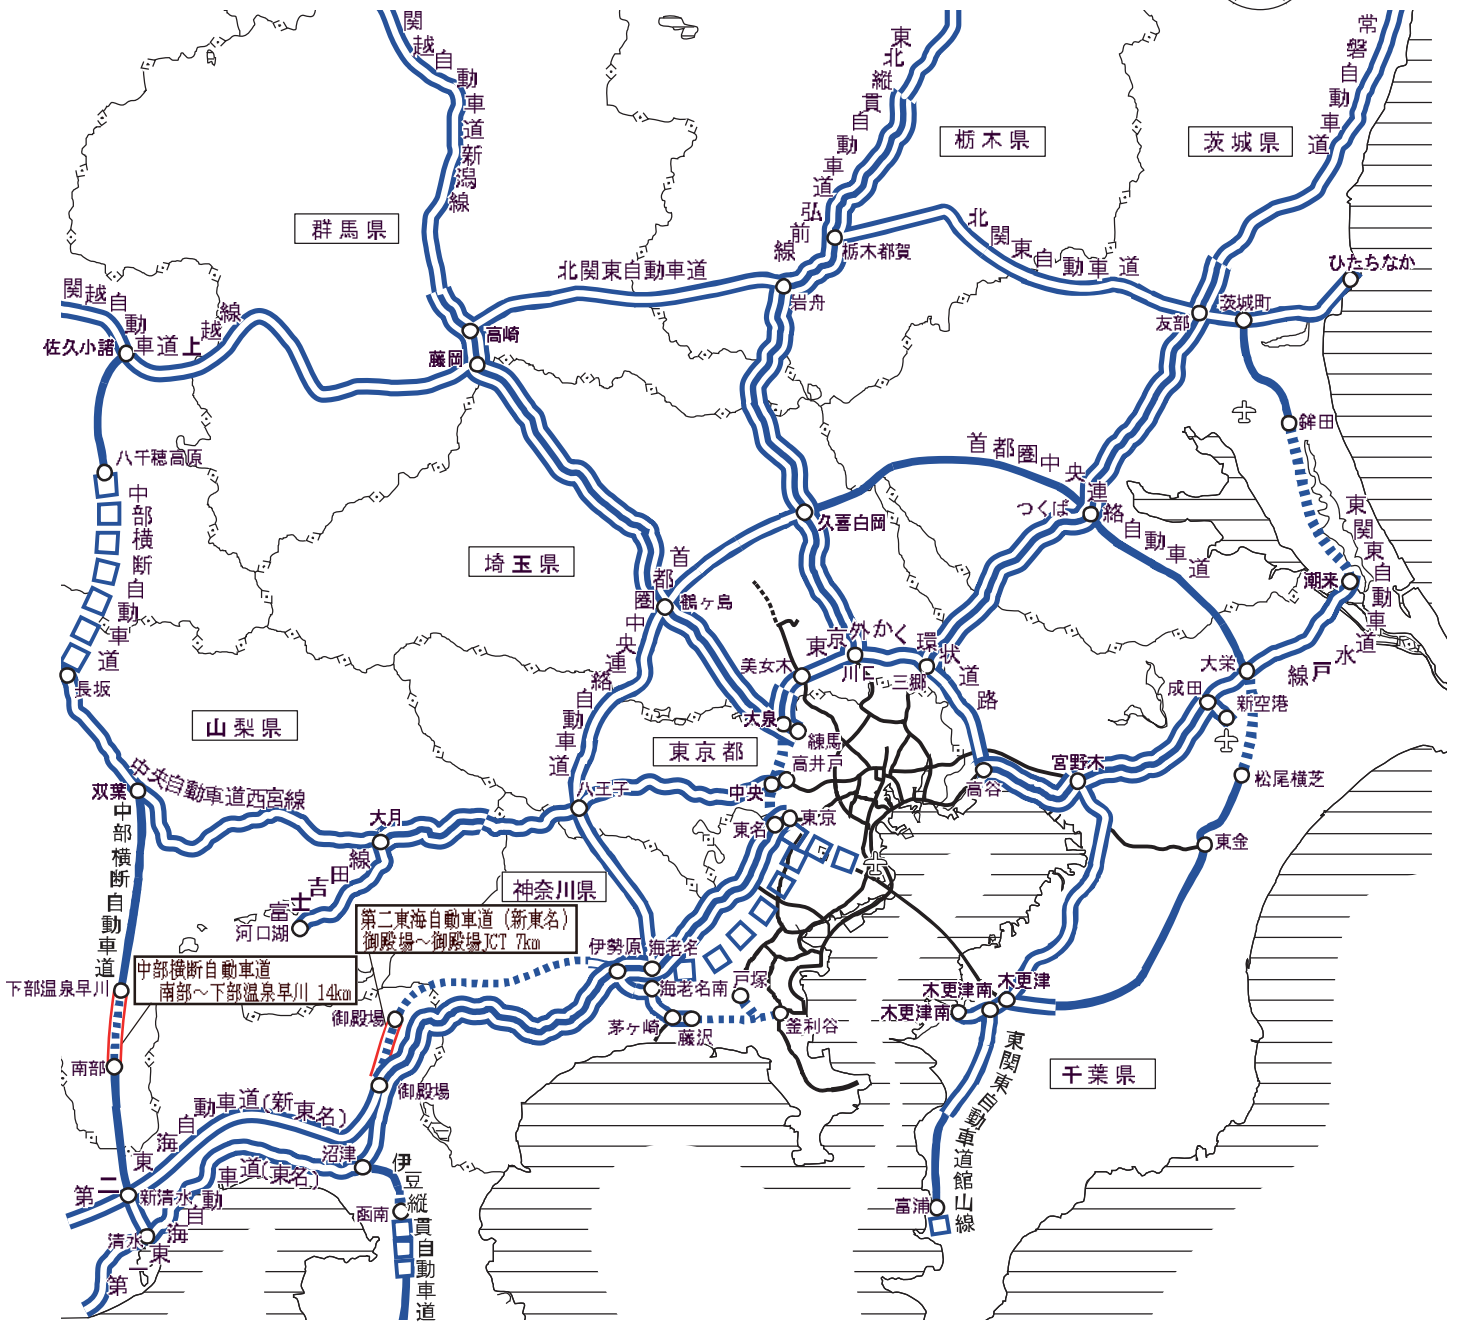 関越自動車道新潟線
東北縦貫自動車道弘前線
常磐自動車道
栃木県
茨城県
群馬県
北関東自動車道
北関東自動車道
栃木都賀
ひたちなか
関越自動車道上越線
岩舟
茨城町
友部
佐久小諸
高崎
藤岡
鉾田
首都圏中央連絡自動車道
八千穂高原
中部横断自動車道
つくば
久喜白岡
東関東自動車道水戸線
埼玉県
首都圏中央連絡自動車道
鶴ヶ島
潮来
東京外かく環状道路
美女木
川口
三郷
大栄
長坂
成田
新空港
山梨県
大泉
東京都
練馬
高井戸
宮野木
双葉
中央自動車道西宮線
八王子
中央
高谷
松尾横芝
大月
東名
東京
中部横断自動車道
東金
富士吉田線
神奈川県
河口湖
第二東海自動車道（新東名）
御殿場～御殿場JCT 7km
伊勢原
海老名
中部横断自動車道
南部～下部温泉早川 14km
下部温泉早川
海老名南
戸塚
木更津
木更津南
木更津南
御殿場
茅ヶ崎
藤沢
釜利谷
南部
東関東自動車道館山線
千葉県
御殿場
第二東海自動車道(新東名)
沼津
伊豆縦貫自動車道
第一東海自動車道(東名)
新清水
函南
富浦
清水